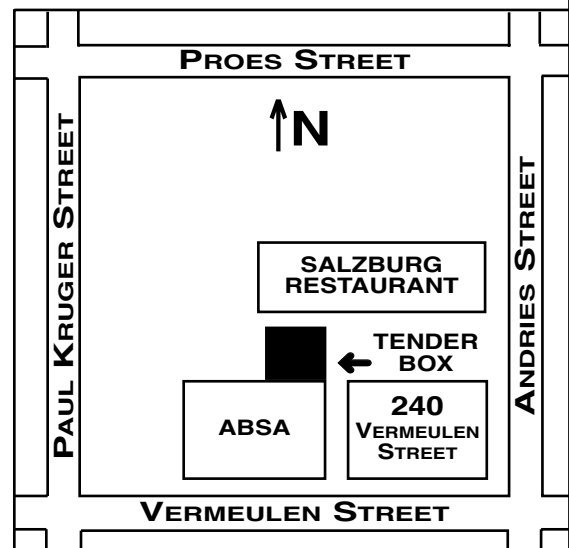 PROES STREET
N
PAUL KRUGER STREET
ANDRIES STREET
SALZBURG
RESTAURANT
TENDER
BOX
ABSA
240
VERMEULEN
STREET
VERMEULEN STREET